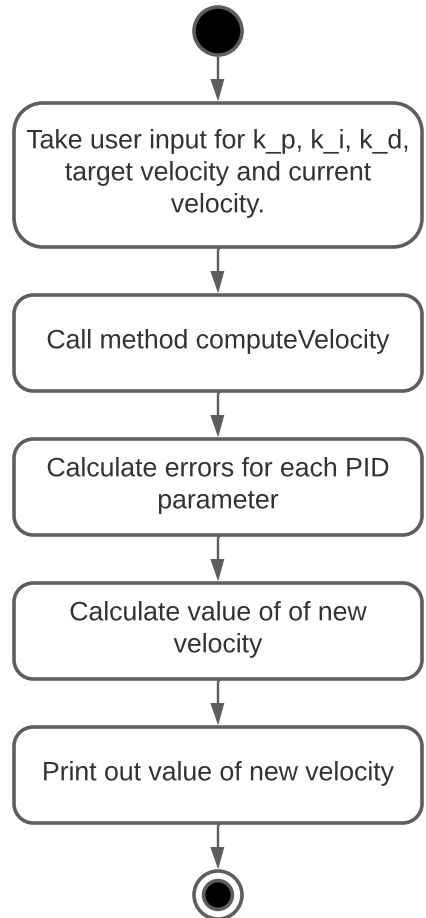 Take user input for k_p, k_i, k_d,
target velocity and current
velocity.
Call method computeVelocity
Calculate errors for each PID
parameter
Calculate value of of new
velocity
Print out value of new velocity